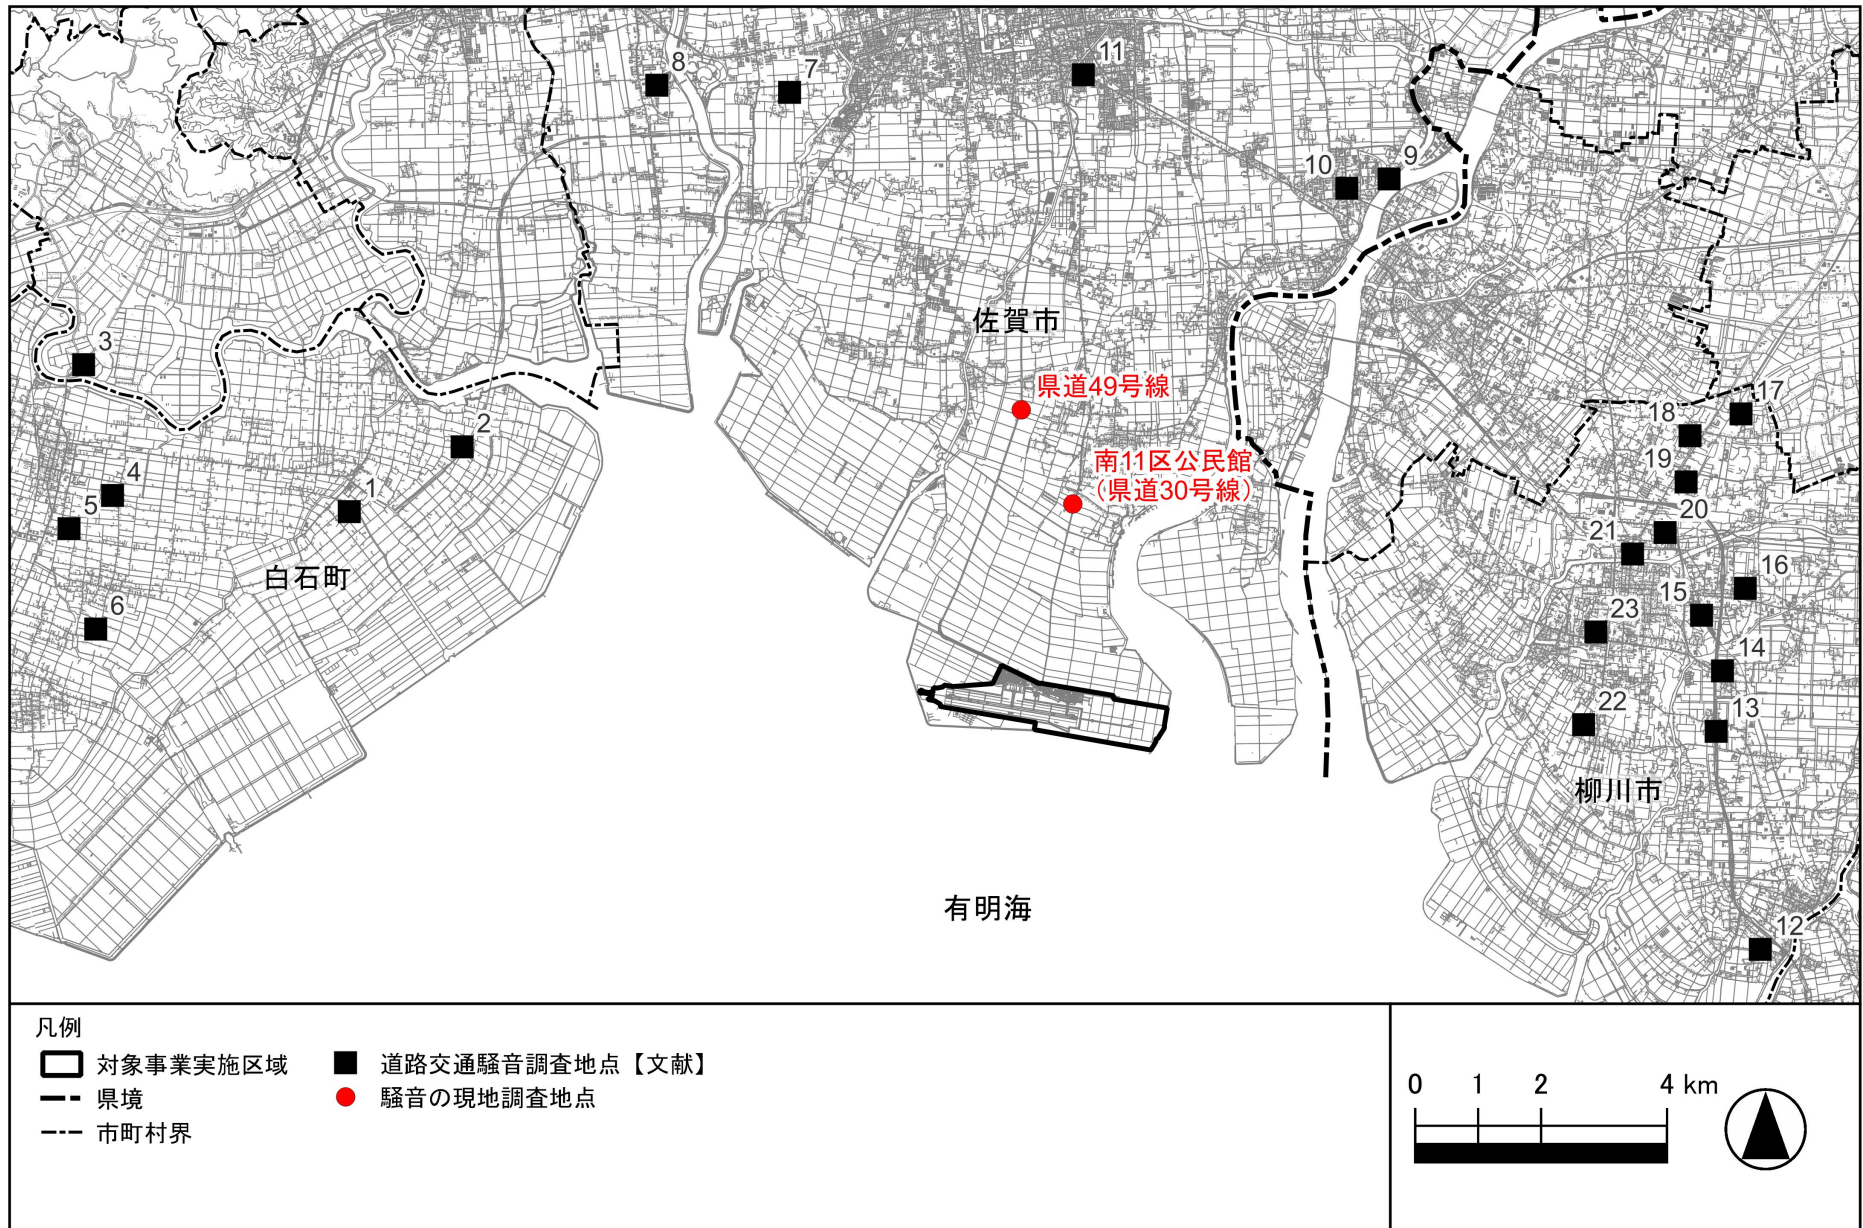 8
7
11
10
9
佐賀市
3
県道49号線
17
18
2
南11区公民館
(県道30号線)
19
4
1
5
20
21
白石町
16
15
6
23
14
22
13
柳川市
有明海
12
凡例
対象事業実施区域
道路交通騒音調査地点【文献】
県境
騒音の現地調査地点
市町村界
0 1 2 4 km